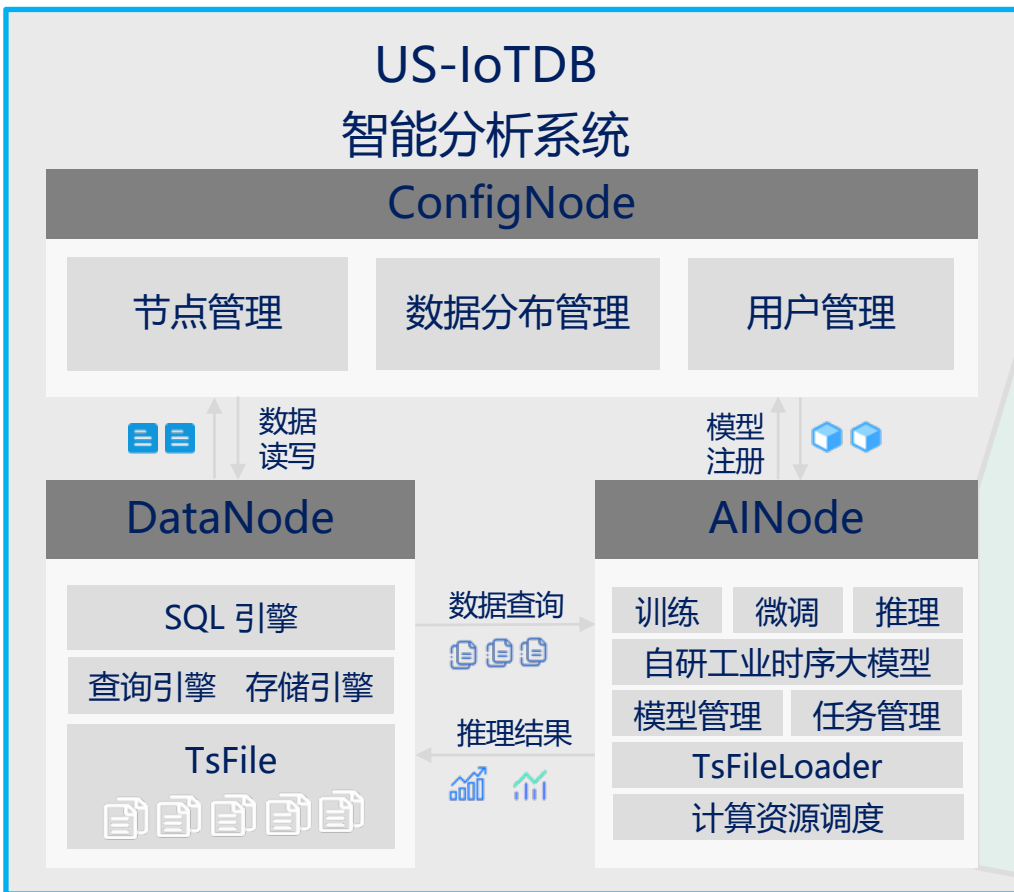 US-IoTDB
智能分析系统
ConfigNode
节点管理
数据分布管理
用户管理
数据
读写
模型
注册
DataNode
AINode
SQL 引擎
查询引擎 存储引擎
TsFile
数据查询
推理结果
训练
微调
推理
自研工业时序大模型
模型管理
任务管理
TsFileLoader
计算资源调度